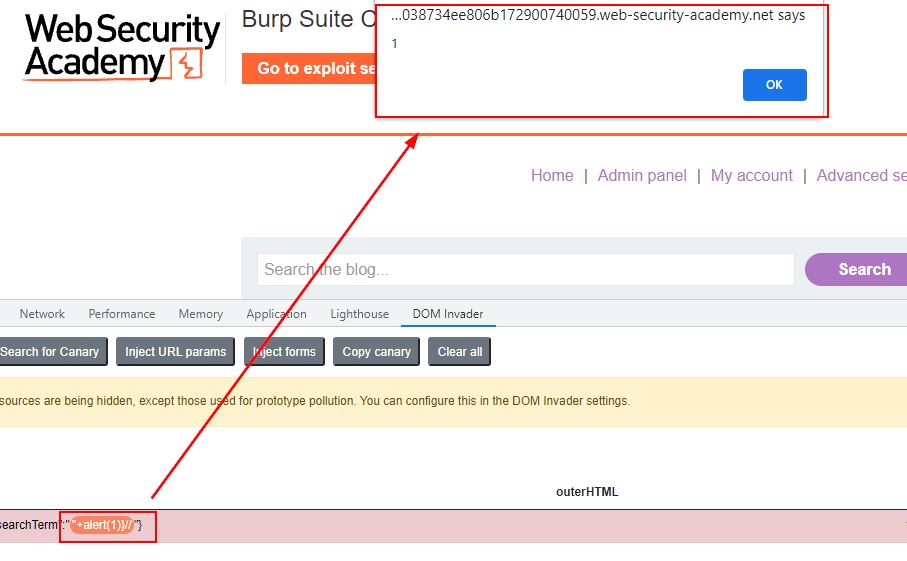 Web Security
Academy
Burp Suite C
Go to exploit se
...038734ee806b172900740059.web-security-academy.net says
1
OK
Home | Admin panel | My account | Advanced se
Search the blog...
Search
Network Performance Memory Application Lighthouse DOM Invader
Search for Canary Inject URL params Inject forms Copy canary Clear all
sources are being hidden, except those used for prototype pollution. You can configure this in the DOM Invader settings.
outerHTML
searchTerm":""+alert(1)}//"}